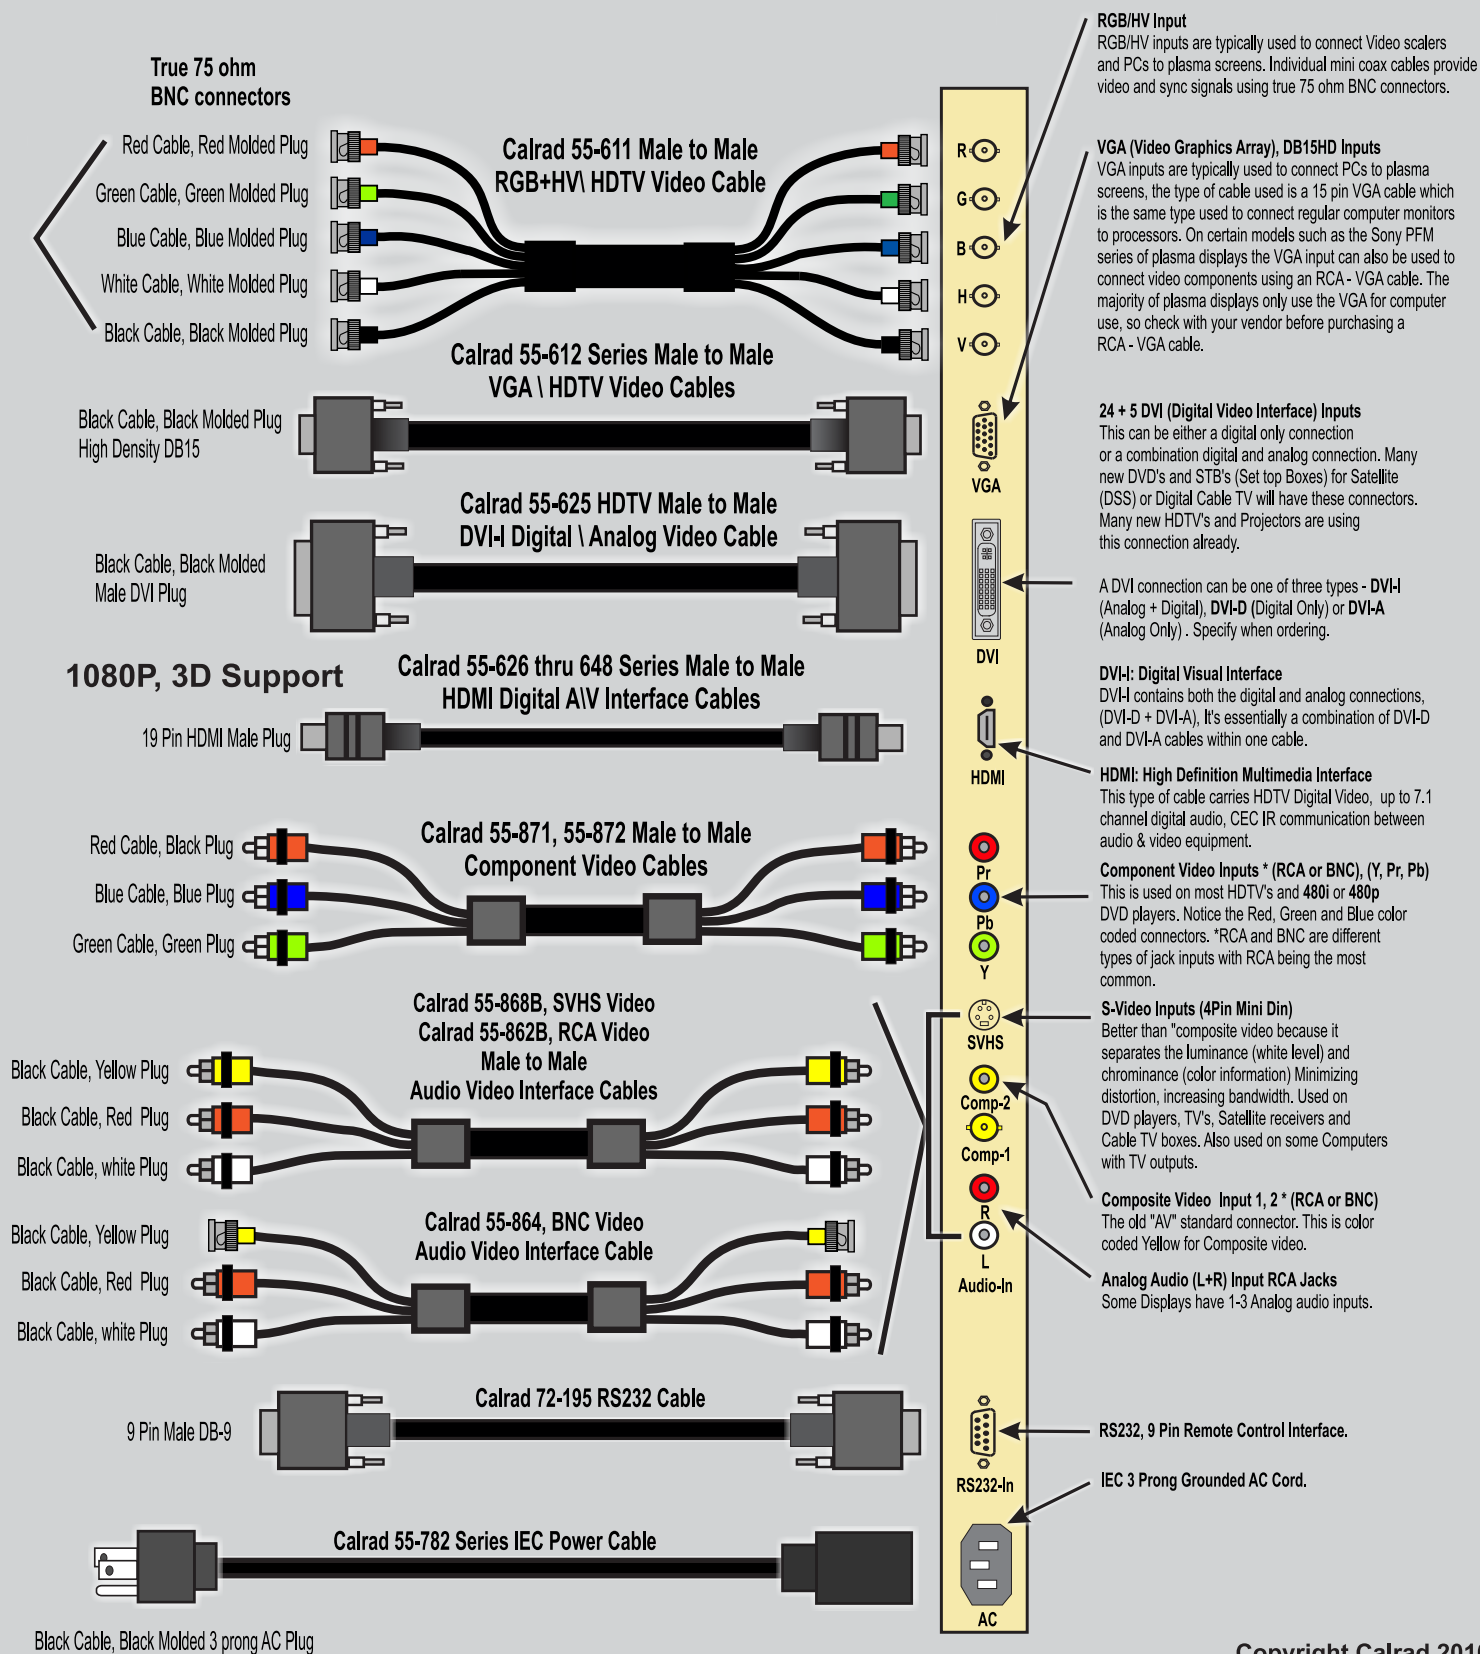 True 75 ohm
BNC connectors
Red Cable, Red Molded Plug
Green Cable, Green Molded Plug
Blue Cable, Blue Molded Plug
White Cable, White Molded Plug
Black Cable, Black Molded Plug
Calrad 55-611 Male to Male
RGB+HV\ HDTV Video Cable
Calrad 55-612 Series Male to Male
VGA \ HDTV Video Cables
Black Cable, Black Molded Plug
High Density DB15
Calrad 55-625 HDTV Male to Male
DVI-I Digital \ Analog Video Cable
Black Cable, Black Molded
Male DVI Plug
1080P, 3D Support
Calrad 55-626 thru 648 Series Male to Male
HDMI Digital A\V Interface Cables
19 Pin HDMI Male Plug
Calrad 55-871, 55-872 Male to Male
Component Video Cables
Red Cable, Black Plug
Blue Cable, Blue Plug
Green Cable, Green Plug
Calrad 55-868B, SVHS Video
Calrad 55-862B, RCA Video
Male to Male
Audio Video Interface Cables
Black Cable, Yellow Plug
Black Cable, Red Plug
Black Cable, white Plug
Calrad 55-864, BNC Video
Audio Video Interface Cable
Black Cable, Yellow Plug
Black Cable, Red Plug
Black Cable, white Plug
Calrad 72-195 RS232 Cable
9 Pin Male DB-9
Calrad 55-782 Series IEC Power Cable
Black Cable, Black Molded 3 prong AC Plug
R
G
B
H
V
VGA
DVI
HDMI
Pr
Pb
Y
SVHS
Comp-2
Comp-1
R
L
Audio-In
RS232-In
AC
RGB/HV Input
RGB/HV inputs are typically used to connect Video scalers
and PCs to plasma screens. Individual mini coax cables provide
video and sync signals using true 75 ohm BNC connectors.
VGA (Video Graphics Array), DB15HD Inputs
VGA inputs are typically used to connect PCs to plasma
screens, the type of cable used is a 15 pin VGA cable which
is the same type used to connect regular computer monitors
to processors. On certain models such as the Sony PFM
series of plasma displays the VGA input can also be used to
connect video components using an RCA - VGA cable. The
majority of plasma displays only use the VGA for computer
use, so check with your vendor before purchasing a
RCA - VGA cable.
24 + 5 DVI (Digital Video Interface) Inputs
This can be either a digital only connection
or a combination digital and analog connection. Many
new DVD's and STB's (Set top Boxes) for Satellite
(DSS) or Digital Cable TV will have these connectors.
Many new HDTV's and Projectors are using
this connection already.
A DVI connection can be one of three types - DVI-I
(Analog + Digital), DVI-D (Digital Only) or DVI-A
(Analog Only) . Specify when ordering.
DVI-I: Digital Visual Interface
DVI-I contains both the digital and analog connections,
(DVI-D + DVI-A), It's essentially a combination of DVI-D
and DVI-A cables within one cable.
HDMI: High Definition Multimedia Interface
This type of cable carries HDTV Digital Video, up to 7.1
channel digital audio, CEC IR communication between
audio & video equipment.
Component Video Inputs * (RCA or BNC), (Y, Pr, Pb)
This is used on most HDTV's and 480i or 480p
DVD players. Notice the Red, Green and Blue color
coded connectors. *RCA and BNC are different
types of jack inputs with RCA being the most
common.
S-Video Inputs (4Pin Mini Din)
Better than "composite video because it
separates the luminance (white level) and
chrominance (color information) Minimizing
distortion, increasing bandwidth. Used on
DVD players, TV's, Satellite receivers and
Cable TV boxes. Also used on some Computers
with TV outputs.
Composite Video Input 1, 2 * (RCA or BNC)
The old "AV" standard connector. This is color
coded Yellow for Composite video.
Analog Audio (L+R) Input RCA Jacks
Some Displays have 1-3 Analog audio inputs.
RS232, 9 Pin Remote Control Interface.
IEC 3 Prong Grounded AC Cord.
Copyright Calrad